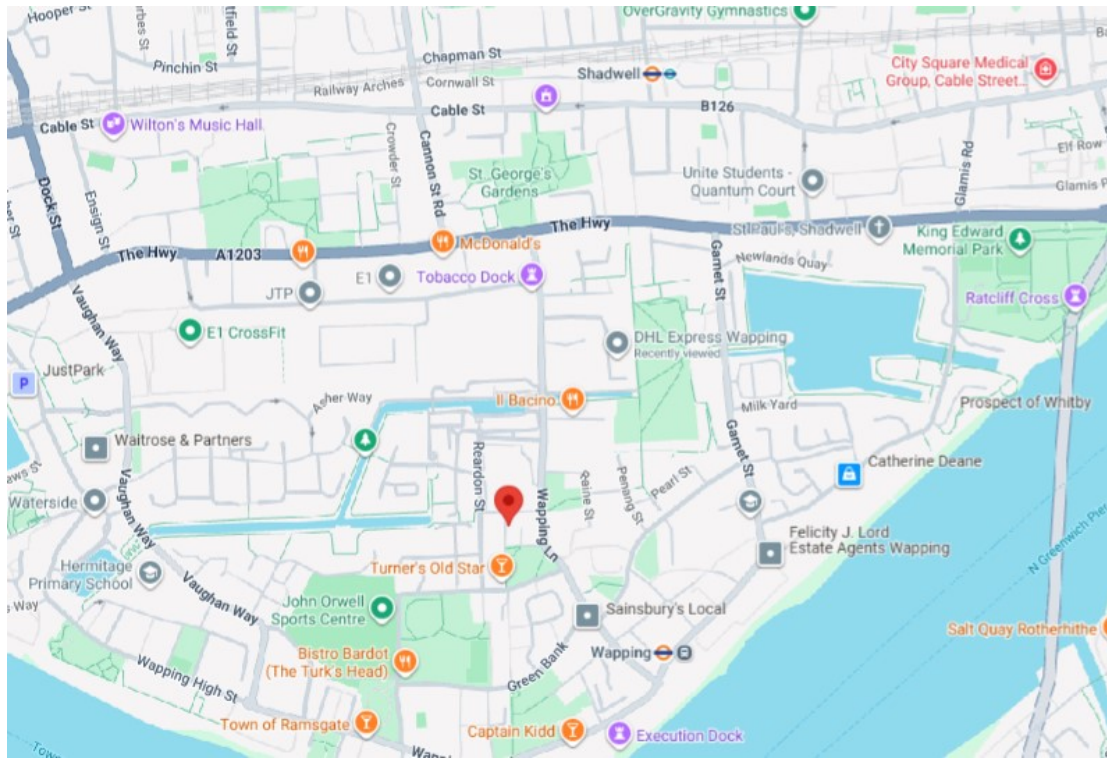 Hooper St
Pinchin St
Chapman St
OverGravity Gymnastics
Railway Arches
Cornwall St
Shadwell
City Square Medical
Group, Cable Street...
Cable St
Wilton's Music Hall
Cable St
B126
Crowder St
Cannon St Rd
Dock St
Ensign St
St George's
Gardens
Unite Students -
Quantum Court
Glamis Rd
Elf Row
Glamis P
The Hwy
A1203
McDonald's
The Hwy
St Paul's, Shadwell
King Edward
Memorial Park
Newlands Quay
Garnet St
Vaughan Way
JTP
E1
Tobacco Dock
Ratcliff Cross
E1 CrossFit
DHL Express Wapping
Recently viewed
P
JustPark
Asher Way
Il Bacino
Milk Yard
Prospect of Whitby
Waitrose & Partners
Reardon St
Garnet St
Catherine Deane
Waterside
Vaughan Way
Wapping Ln
Raine St
Penang St
Pearl St
Felicity J. Lord
Estate Agents Wapping
Hermitage
Primary School
Vaughan Way
Turner's Old Star
N Greenwich Pie
John Orwell
Sports Centre
Sainsbury's Local
Salt Quay Rotherhithe
Wapping High St
Bistro Bardot
(The Turk's Head)
Green Bank
Wapping
Town of Ramsgate
Captain Kidd
Execution Dock